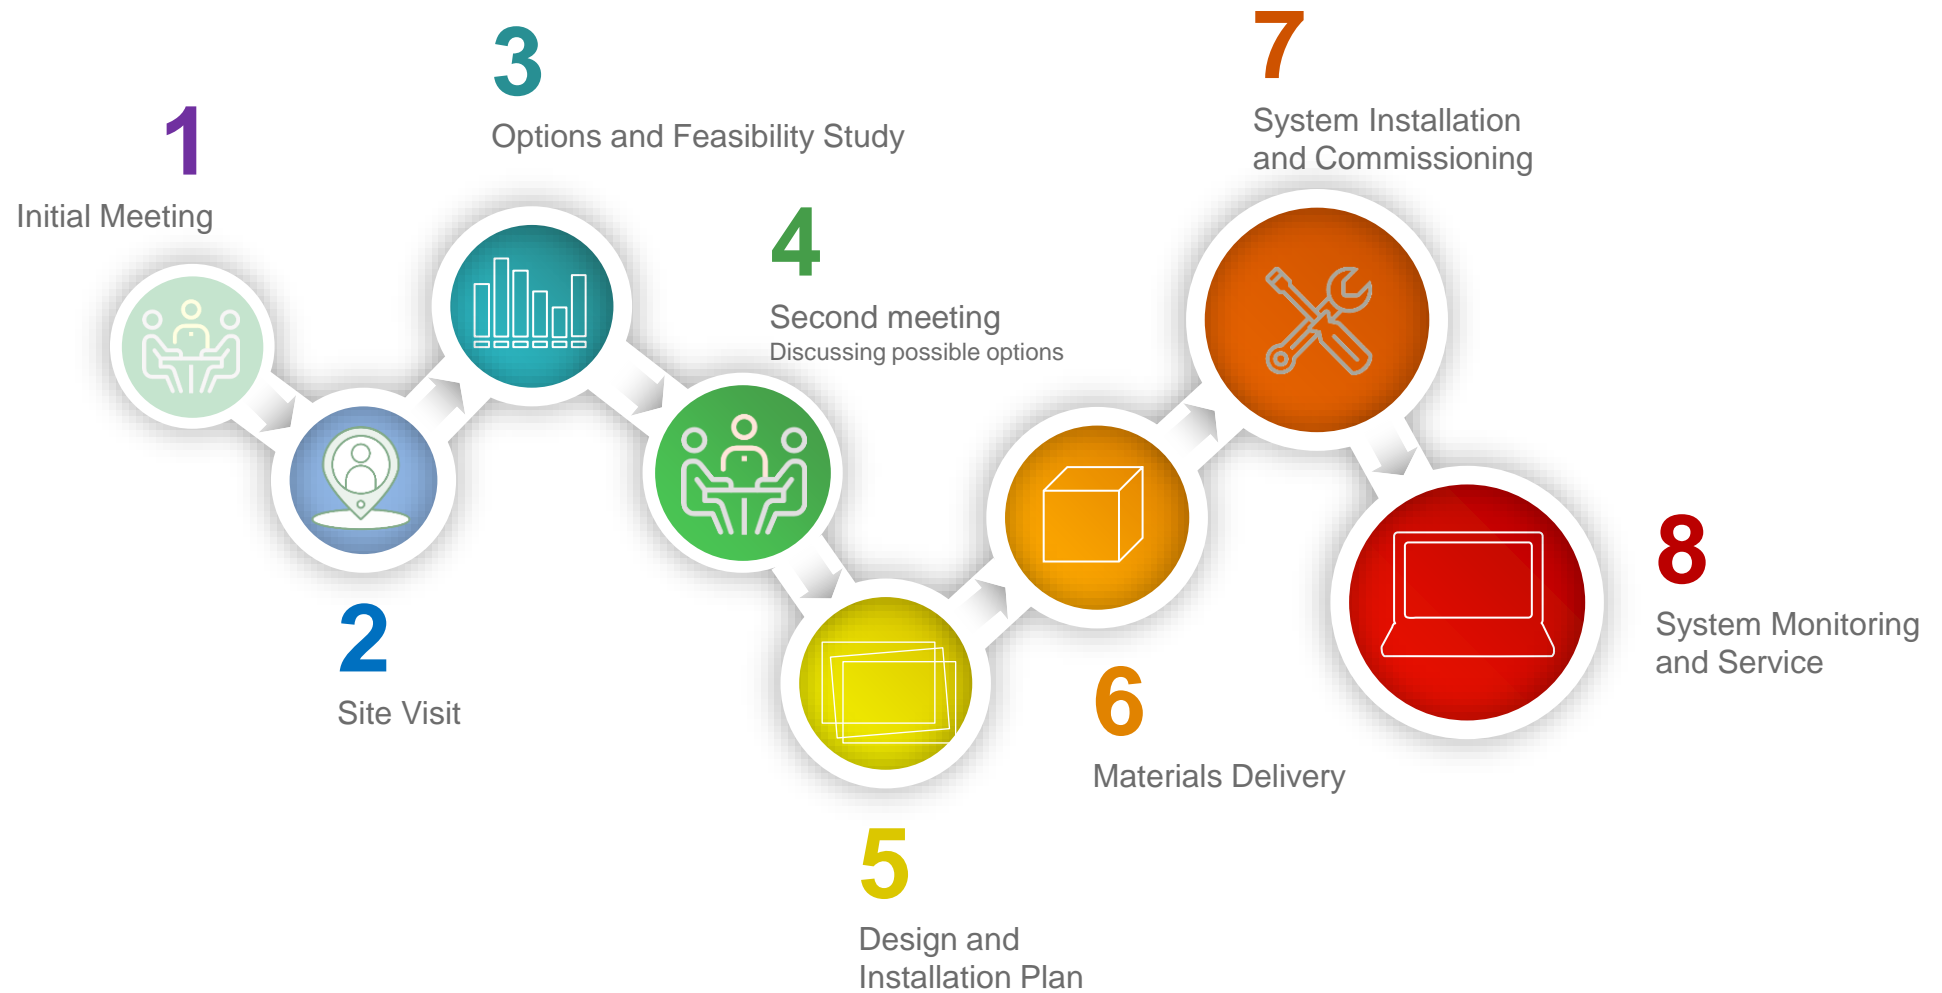 1
Initial Meeting
2
Site Visit
3
Options and Feasibility Study
4
Second meeting
Discussing possible options
5
Design and
Installation Plan
6
Materials Delivery
7
System Installation
and Commissioning
8
System Monitoring
and Service